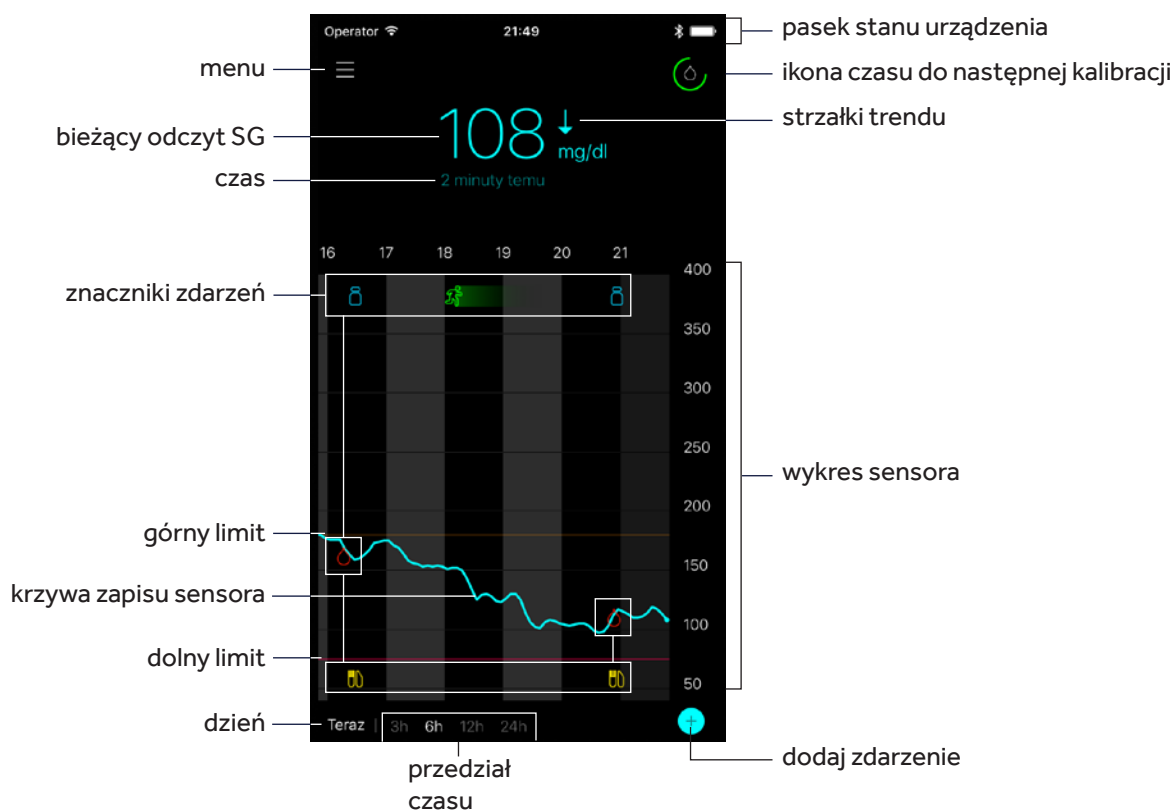 Operator
21:49
pasek stanu urządzenia
menu
ikona czasu do następnej kalibracji
108
mg/dl
strzałki trendu
bieżący odczyt SG
czas
2 minuty temu
16 17 18 19 20 21
400
znaczniki zdarzeń
350
300
250
wykres sensora
200
górny limit
150
krzywa zapisu sensora
100
dolny limit
50
dzień
Teraz | 3h 6h 12h 24h
+
dodaj zdarzenie
przedział
czasu